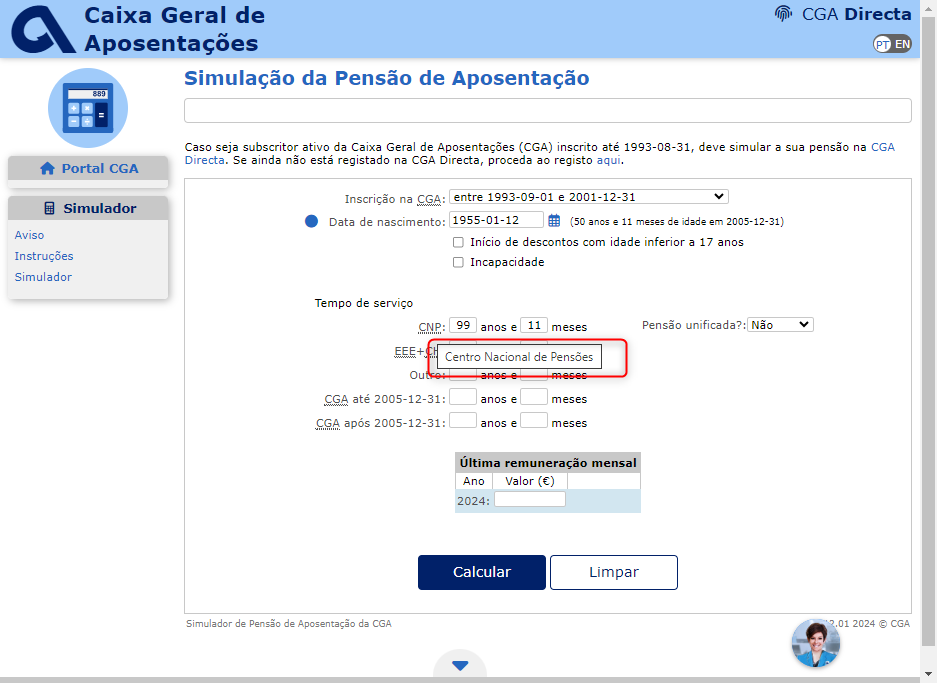 Caixa Geral de
Aposentações
CGA Directa
PT EN
889
Simulação da Pensão de Aposentação
Portal CGA
Simulador
Aviso
Instruções
Simulador
Caso seja subscritor ativo da Caixa Geral de Aposentações (CGA) inscrito até 1993-08-31, deve simular a sua pensão na CGA
Directa. Se ainda não está registado na CGA Directa, proceda ao registo aqui.
Inscrição na CGA: entre 1993-09-01 e 2001-12-31
Data de nascimento: 1955-01-12 (50 anos e 11 meses de idade em 2005-12-31)
Início de descontos com idade inferior a 17 anos
Incapacidade
Tempo de serviço
CNP: 99 anos e 11 meses Pensão unificada?: Não
EEE+
Centro Nacional de Pensões
Outro: anos e meses
CGA até 2005-12-31: anos e meses
CGA após 2005-12-31: anos e meses
Última remuneração mensal
Ano Valor (€)
2024:
Calcular Limpar
Simulador de Pensão de Aposentação da CGA
2.01 2024 © CGA